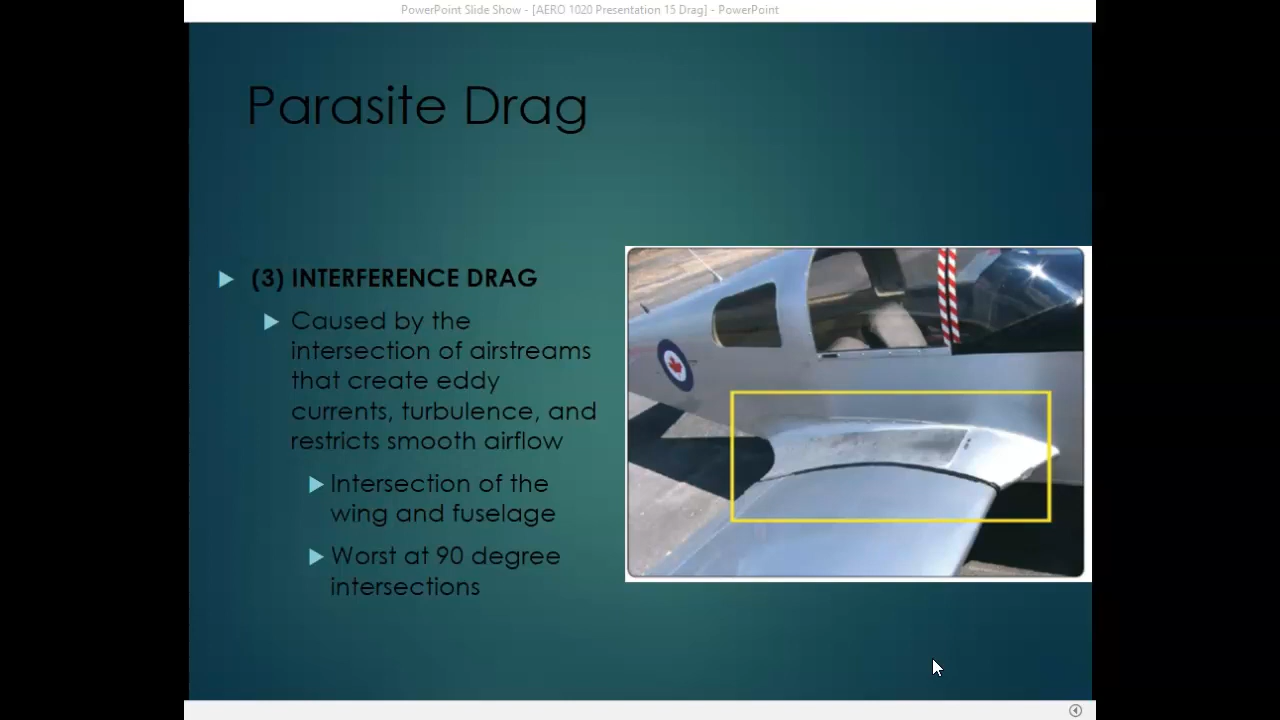 PowerPoint Slide Show - [AERO 1020 Presentation 15 Drag] - PowerPoint
Parasite Drag
(3) INTERFERENCE DRAG
Caused by the
intersection of airstreams
that create eddy
currents, turbulence, and
restricts smooth airflow
Intersection of the
wing and fuselage
Worst at 90 degree
intersections